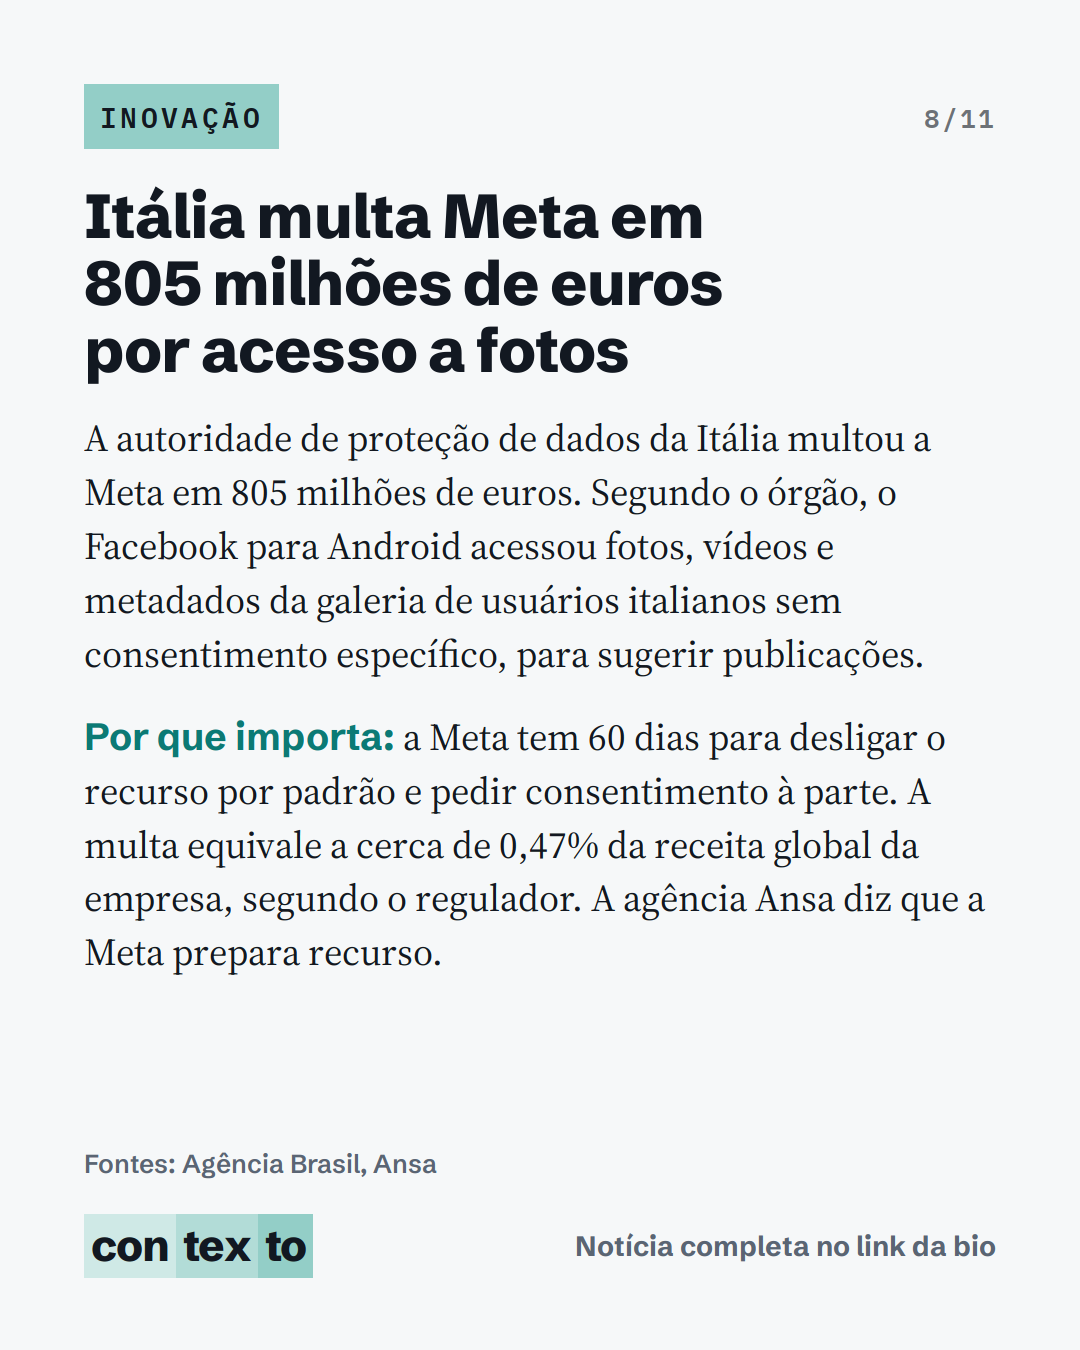 INOVAÇÃO
8/11
Itália multa Meta em
805 milhões de euros
por acesso a fotos
A autoridade de proteção de dados da Itália multou a
Meta em 805 milhões de euros. Segundo o órgão, o
Facebook para Android acessou fotos, vídeos e
metadados da galeria de usuários italianos sem
consentimento específico, para sugerir publicações.
Por que importa: a Meta tem 60 dias para desligar o
recurso por padrão e pedir consentimento à parte. A
multa equivale a cerca de 0,47% da receita global da
empresa, segundo o regulador. A agência Ansa diz que a
Meta prepara recurso.
Fontes: Agência Brasil, Ansa
con tex to
Notícia completa no link da bio